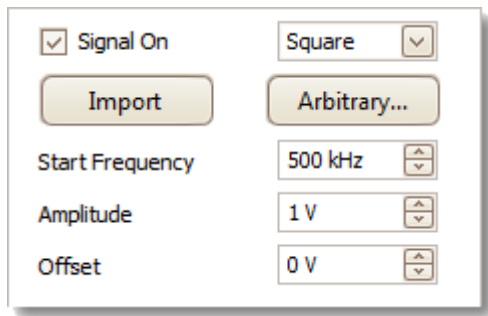 Signal On Square
Import Arbitrary...
Start Frequency 500 kHz
Amplitude 1 V
Offset 0 V